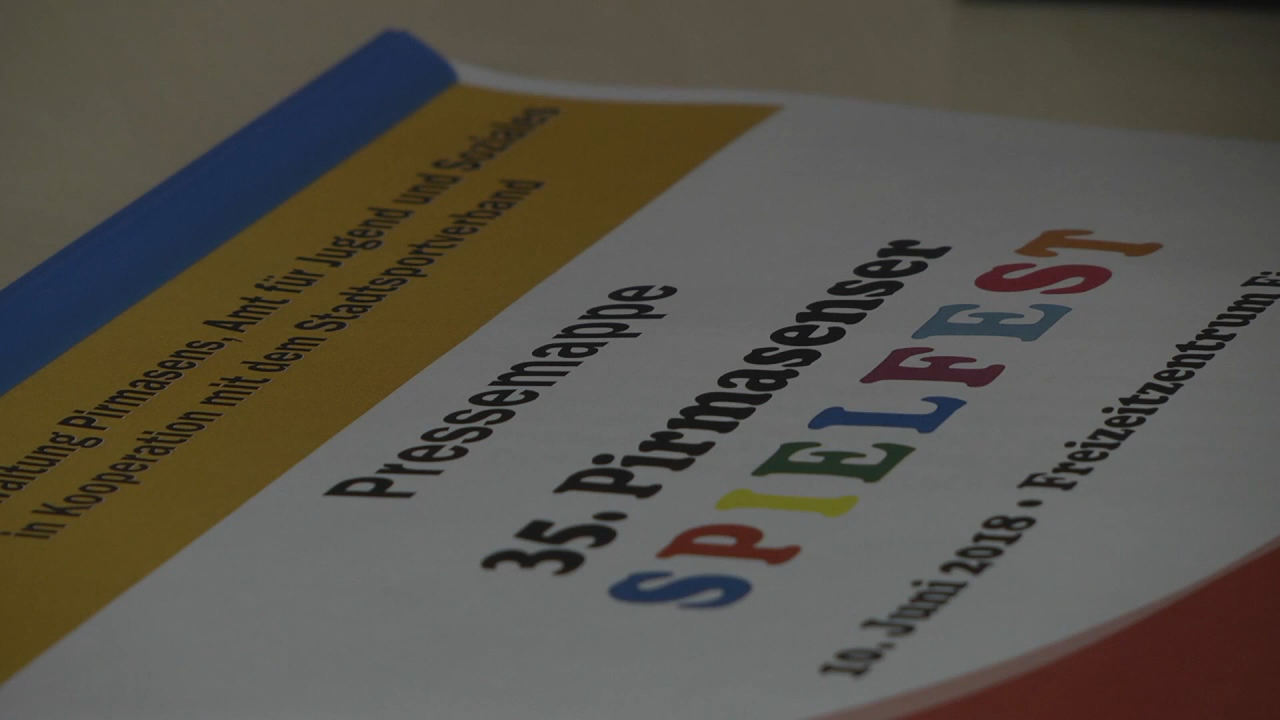 Pirmasens, Amt für Jugend und Soziales
in Kooperation mit dem Stadtsportverband
Pressemappe
35. Pirmasenser
SPIELFEST
10. Juni 2018 • Freizeitzentrum